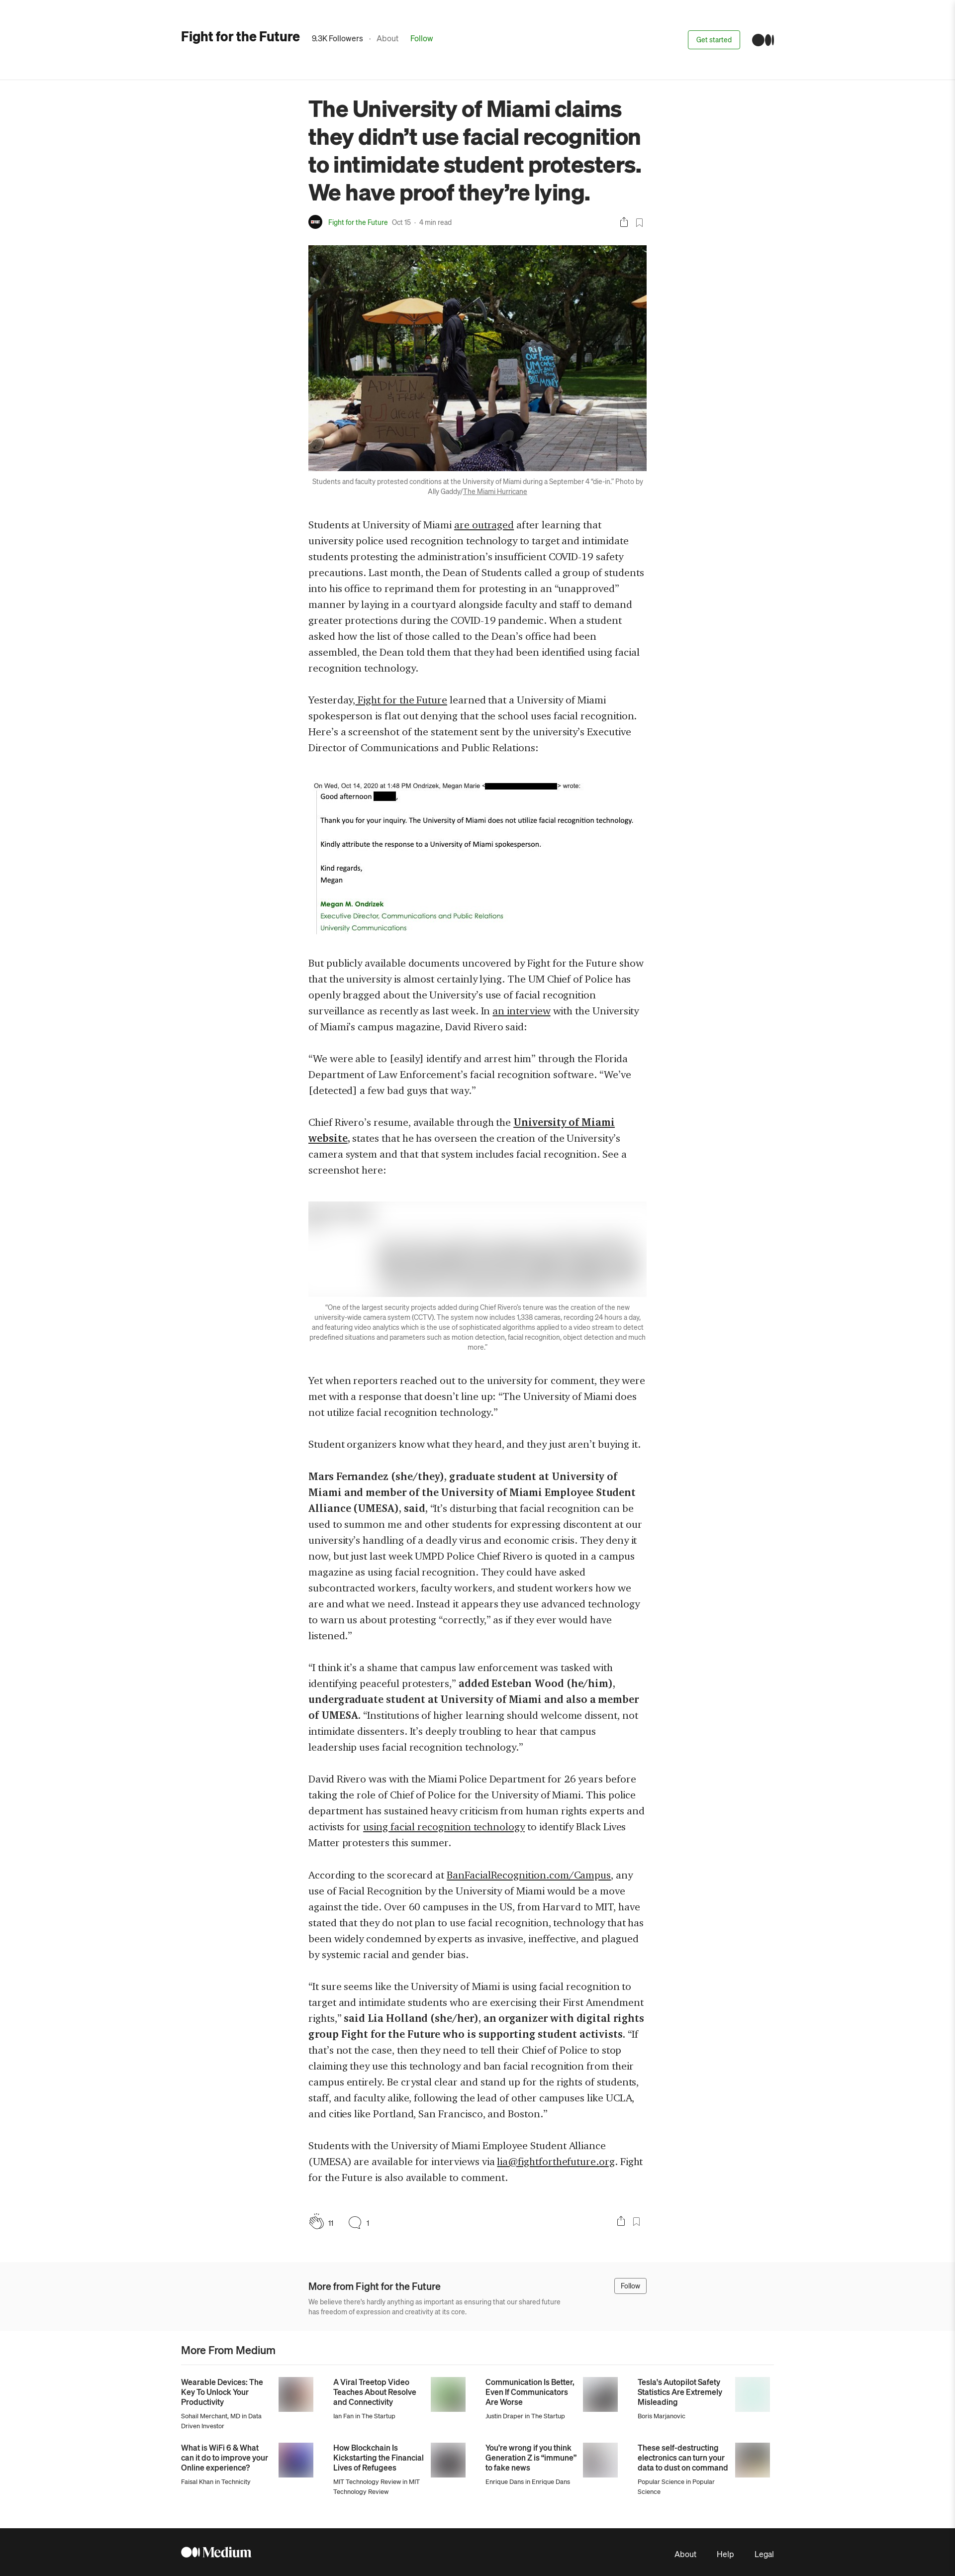 Fight for the Future 9.3K Followers · About Follow
Get started
The University of Miami claims
they didn’t use facial recognition
to intimidate student protesters.
We have proof they’re lying.
Fight for the Future Oct 15 · 4 min read
ADMIN
FAULT
MONEY
Students and faculty protested conditions at the University of Miami during a September 4 “die-in.” Photo by
Ally Gaddy/The Miami Hurricane
Students at University of Miami are outraged after learning that
university police used recognition technology to target and intimidate
students protesting the administration’s insufficient COVID-19 safety
precautions. Last month, the Dean of Students called a group of students
into his office to reprimand them for protesting in an “unapproved”
manner by laying in a courtyard alongside faculty and staff to demand
greater protections during the COVID-19 pandemic. When a student
asked how the list of those called to the Dean’s office had been
assembled, the Dean told them that they had been identified using facial
recognition technology.
Yesterday, Fight for the Future learned that a University of Miami
spokesperson is flat out denying that the school uses facial recognition.
Here’s a screenshot of the statement sent by the university’s Executive
Director of Communications and Public Relations:
On Wed, Oct 14, 2020 at 1:48 PM Ondrizek, Megan Marie < > wrote:
Good afternoon ,
Thank you for your inquiry. The University of Miami does not utilize facial recognition technology.
Kindly attribute the response to a University of Miami spokesperson.
Kind regards,
Megan
Megan M. Ondrizek
Executive Director, Communications and Public Relations
University Communications
But publicly available documents uncovered by Fight for the Future show
that the university is almost certainly lying. The UM Chief of Police has
openly bragged about the University’s use of facial recognition
surveillance as recently as last week. In an interview with the University
of Miami’s campus magazine, David Rivero said:
“We were able to [easily] identify and arrest him” through the Florida
Department of Law Enforcement’s facial recognition software. “We’ve
[detected] a few bad guys that way.”
Chief Rivero’s resume, available through the University of Miami
website, states that he has overseen the creation of the University’s
camera system and that that system includes facial recognition. See a
screenshot here:
“One of the largest security projects added during Chief Rivero’s tenure was the creation of the new
university-wide camera system (CCTV). The system now includes 1,338 cameras, recording 24 hours a day,
and featuring video analytics which is the use of sophisticated algorithms applied to a video stream to detect
predefined situations and parameters such as motion detection, facial recognition, object detection and much
more.”
Yet when reporters reached out to the university for comment, they were
met with a response that doesn’t line up: “The University of Miami does
not utilize facial recognition technology.”
Student organizers know what they heard, and they just aren’t buying it.
Mars Fernandez (she/they), graduate student at University of
Miami and member of the University of Miami Employee Student
Alliance (UMESA), said, “It’s disturbing that facial recognition can be
used to summon me and other students for expressing discontent at our
university’s handling of a deadly virus and economic crisis. They deny it
now, but just last week UMPD Police Chief Rivero is quoted in a campus
magazine as using facial recognition. They could have asked
subcontracted workers, faculty workers, and student workers how we
are and what we need. Instead it appears they use advanced technology
to warn us about protesting “correctly,” as if they ever would have
listened.”
“I think it’s a shame that campus law enforcement was tasked with
identifying peaceful protesters,” added Esteban Wood (he/him),
undergraduate student at University of Miami and also a member
of UMESA. “Institutions of higher learning should welcome dissent, not
intimidate dissenters. It’s deeply troubling to hear that campus
leadership uses facial recognition technology.”
David Rivero was with the Miami Police Department for 26 years before
taking the role of Chief of Police for the University of Miami. This police
department has sustained heavy criticism from human rights experts and
activists for using facial recognition technology to identify Black Lives
Matter protesters this summer.
According to the scorecard at BanFacialRecognition.com/Campus, any
use of Facial Recognition by the University of Miami would be a move
against the tide. Over 60 campuses in the US, from Harvard to MIT, have
stated that they do not plan to use facial recognition, technology that has
been widely condemned by experts as invasive, ineffective, and plagued
by systemic racial and gender bias.
“It sure seems like the University of Miami is using facial recognition to
target and intimidate students who are exercising their First Amendment
rights,” said Lia Holland (she/her), an organizer with digital rights
group Fight for the Future who is supporting student activists. “If
that’s not the case, then they need to tell their Chief of Police to stop
claiming they use this technology and ban facial recognition from their
campus entirely. Be crystal clear and stand up for the rights of students,
staff, and faculty alike, following the lead of other campuses like UCLA,
and cities like Portland, San Francisco, and Boston.”
Students with the University of Miami Employee Student Alliance
(UMESA) are available for interviews via lia@fightforthefuture.org. Fight
for the Future is also available to comment.
11 1
More from Fight for the Future
Follow
We believe there’s hardly anything as important as ensuring that our shared future
has freedom of expression and creativity at its core.
More From Medium
Wearable Devices: The
Key To Unlock Your
Productivity
Sohail Merchant, MD in Data
Driven Investor
A Viral Treetop Video
Teaches About Resolve
and Connectivity
Ian Fan in The Startup
Communication Is Better,
Even If Communicators
Are Worse
Justin Draper in The Startup
Tesla’s Autopilot Safety
Statistics Are Extremely
Misleading
Boris Marjanovic
What is WiFi 6 & What
can it do to improve your
Online experience?
Faisal Khan in Technicity
How Blockchain Is
Kickstarting the Financial
Lives of Refugees
MIT Technology Review in MIT
Technology Review
You’re wrong if you think
Generation Z is “immune”
to fake news
Enrique Dans in Enrique Dans
These self-destructing
electronics can turn your
data to dust on command
Popular Science in Popular
Science
Medium
About Help Legal